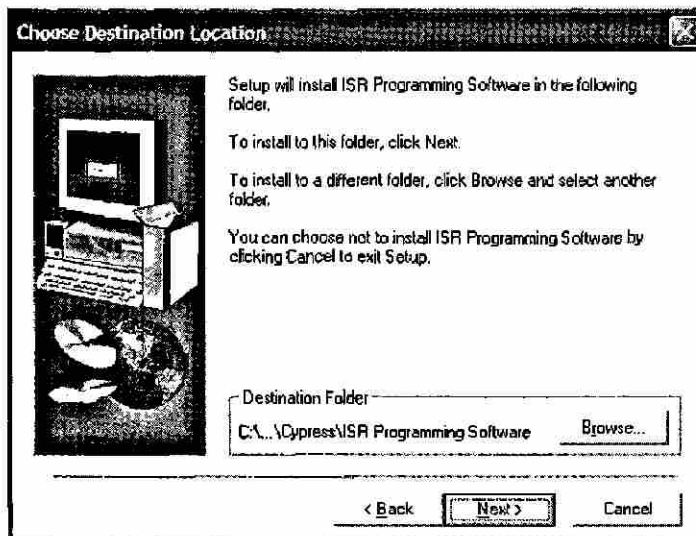 Choose Destination Location
Setup will install ISR Programming Software in the following
folder.
To install to this folder, click Next.
To install to a different folder, click Browse and select another
folder.
You can choose not to install ISR Programming Software by
clicking Cancel to exit Setup.
Destination Folder
C:\...\Cypress\ISR Programming Software
Browse...
< Back
Next >
Cancel